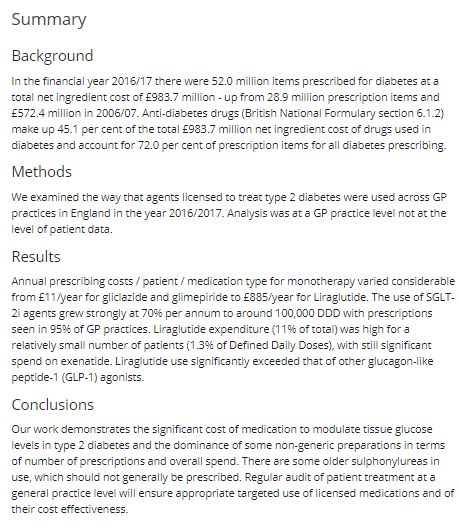 Summary
Background
In the financial year 2016/17 there were 52.0 million items prescribed for diabetes at a
total net ingredient cost of £983.7 million - up from 28.9 million prescription items and
£572.4 million in 2006/07. Anti-diabetes drugs (British National Formulary section 6.1.2)
make up 45.1 per cent of the total £983.7 million net ingredient cost of drugs used in
diabetes and account for 72.0 per cent of prescription items for all diabetes prescribing.
Methods
We examined the way that agents licensed to treat type 2 diabetes were used across GP
practices in England in the year 2016/2017. Analysis was at a GP practice level not at the
level of patient data.
Results
Annual prescribing costs / patient / medication type for monotherapy varied considerable
from £11/year for gliclazide and glimepiride to £885/year for Liraglutide. The use of SGLT-
2i agents grew strongly at 70% per annum to around 100,000 DDD with prescriptions
seen in 95% of GP practices. Liraglutide expenditure (11% of total) was high for a
relatively small number of patients (1.3% of Defined Daily Doses), with still significant
spend on exenatide. Liraglutide use significantly exceeded that of other glucagon-like
peptide-1 (GLP-1) agonists.
Conclusions
Our work demonstrates the significant cost of medication to modulate tissue glucose
levels in type 2 diabetes and the dominance of some non-generic preparations in terms
of number of prescriptions and overall spend. There are some older sulphonylureas in
use, which should not generally be prescribed. Regular audit of patient treatment at a
general practice level will ensure appropriate targeted use of licensed medications and of
their cost effectiveness.